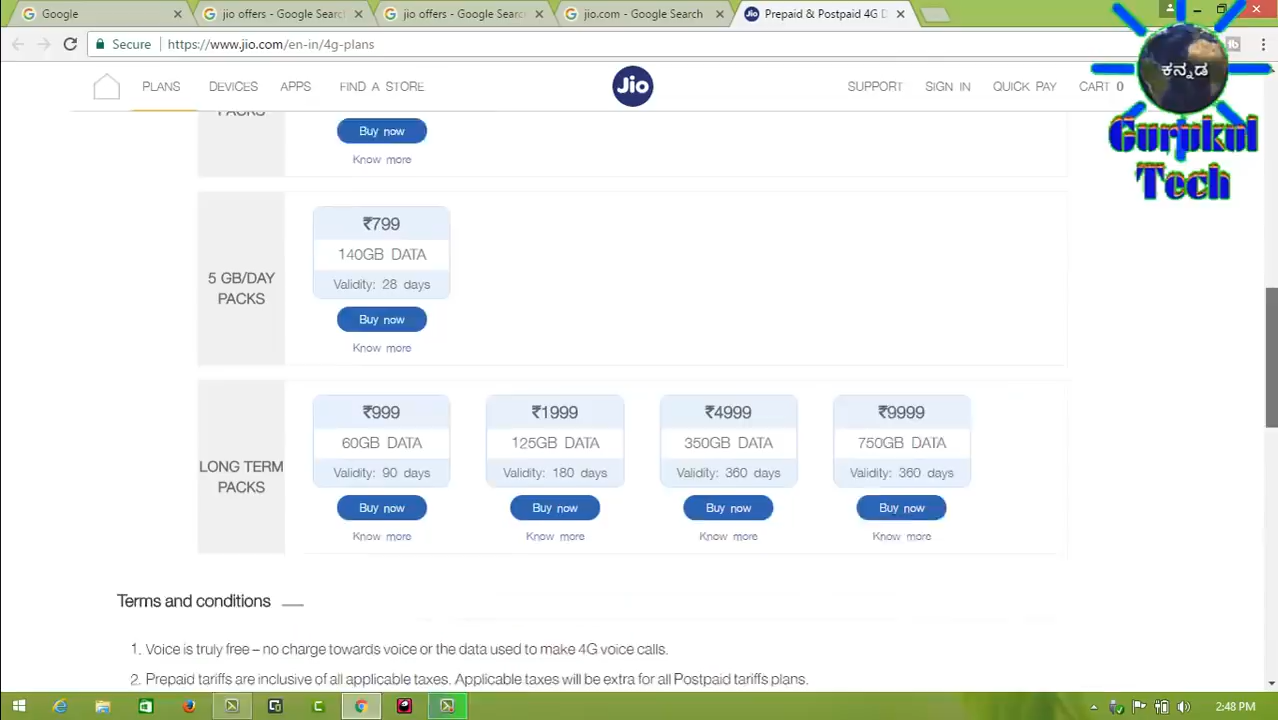 Google
jio offers - Google Searc
jio offers - Google Searc
jio.com - Google Search
Prepaid & Postpaid 4G D
Secure
https://www.jio.com/en-in/4g-plans
PLANS
DEVICES
APPS
FIND A STORE
Jio
SUPPORT
SIGN IN
QUICK PAY
CART 0
ಕನ್ನಡ
Gurukul
Tech
PACKS
Buy now
Know more
5 GB/DAY
PACKS
₹799
140GB DATA
Validity: 28 days
Buy now
Know more
LONG TERM
PACKS
₹999
60GB DATA
Validity: 90 days
Buy now
Know more
₹1999
125GB DATA
Validity: 180 days
Buy now
Know more
₹4999
350GB DATA
Validity: 360 days
Buy now
Know more
₹9999
750GB DATA
Validity: 360 days
Buy now
Know more
Terms and conditions
1. Voice is truly free – no charge towards voice or the data used to make 4G voice calls.
2. Prepaid tariffs are inclusive of all applicable taxes. Applicable taxes will be extra for all Postpaid tariffs plans.
2:48 PM